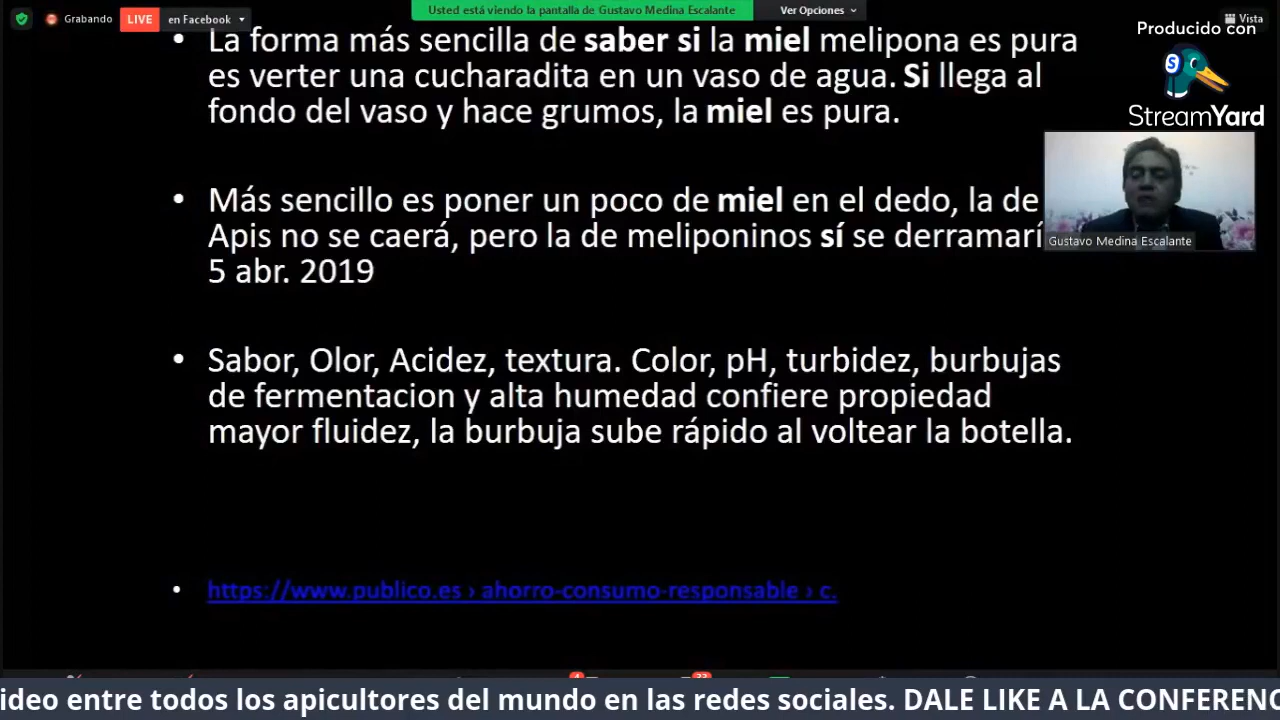 Grabando
LIVE
en Facebook
Usted está viendo la pantalla de Gustavo Medina Escalante
Ver Opciones
Vista
Producido con
S
StreamYard
• La forma más sencilla de saber si la miel melipona es pura
es verter una cucharadita en un vaso de agua. Si llega al
fondo del vaso y hace grumos, la miel es pura.
• Más sencillo es poner un poco de miel en el dedo, la de
Apis no se caerá, pero la de meliponinos sí se derramarí
5 abr. 2019
Gustavo Medina Escalante
• Sabor, Olor, Acidez, textura. Color, pH, turbidez, burbujas
de fermentacion y alta humedad confiere propiedad
mayor fluidez, la burbuja sube rápido al voltear la botella.
• https://www.publico.es › ahorro-consumo-responsable › c.
ideo entre todos los apicultores del mundo en las redes sociales. DALE LIKE A LA CONFERENC